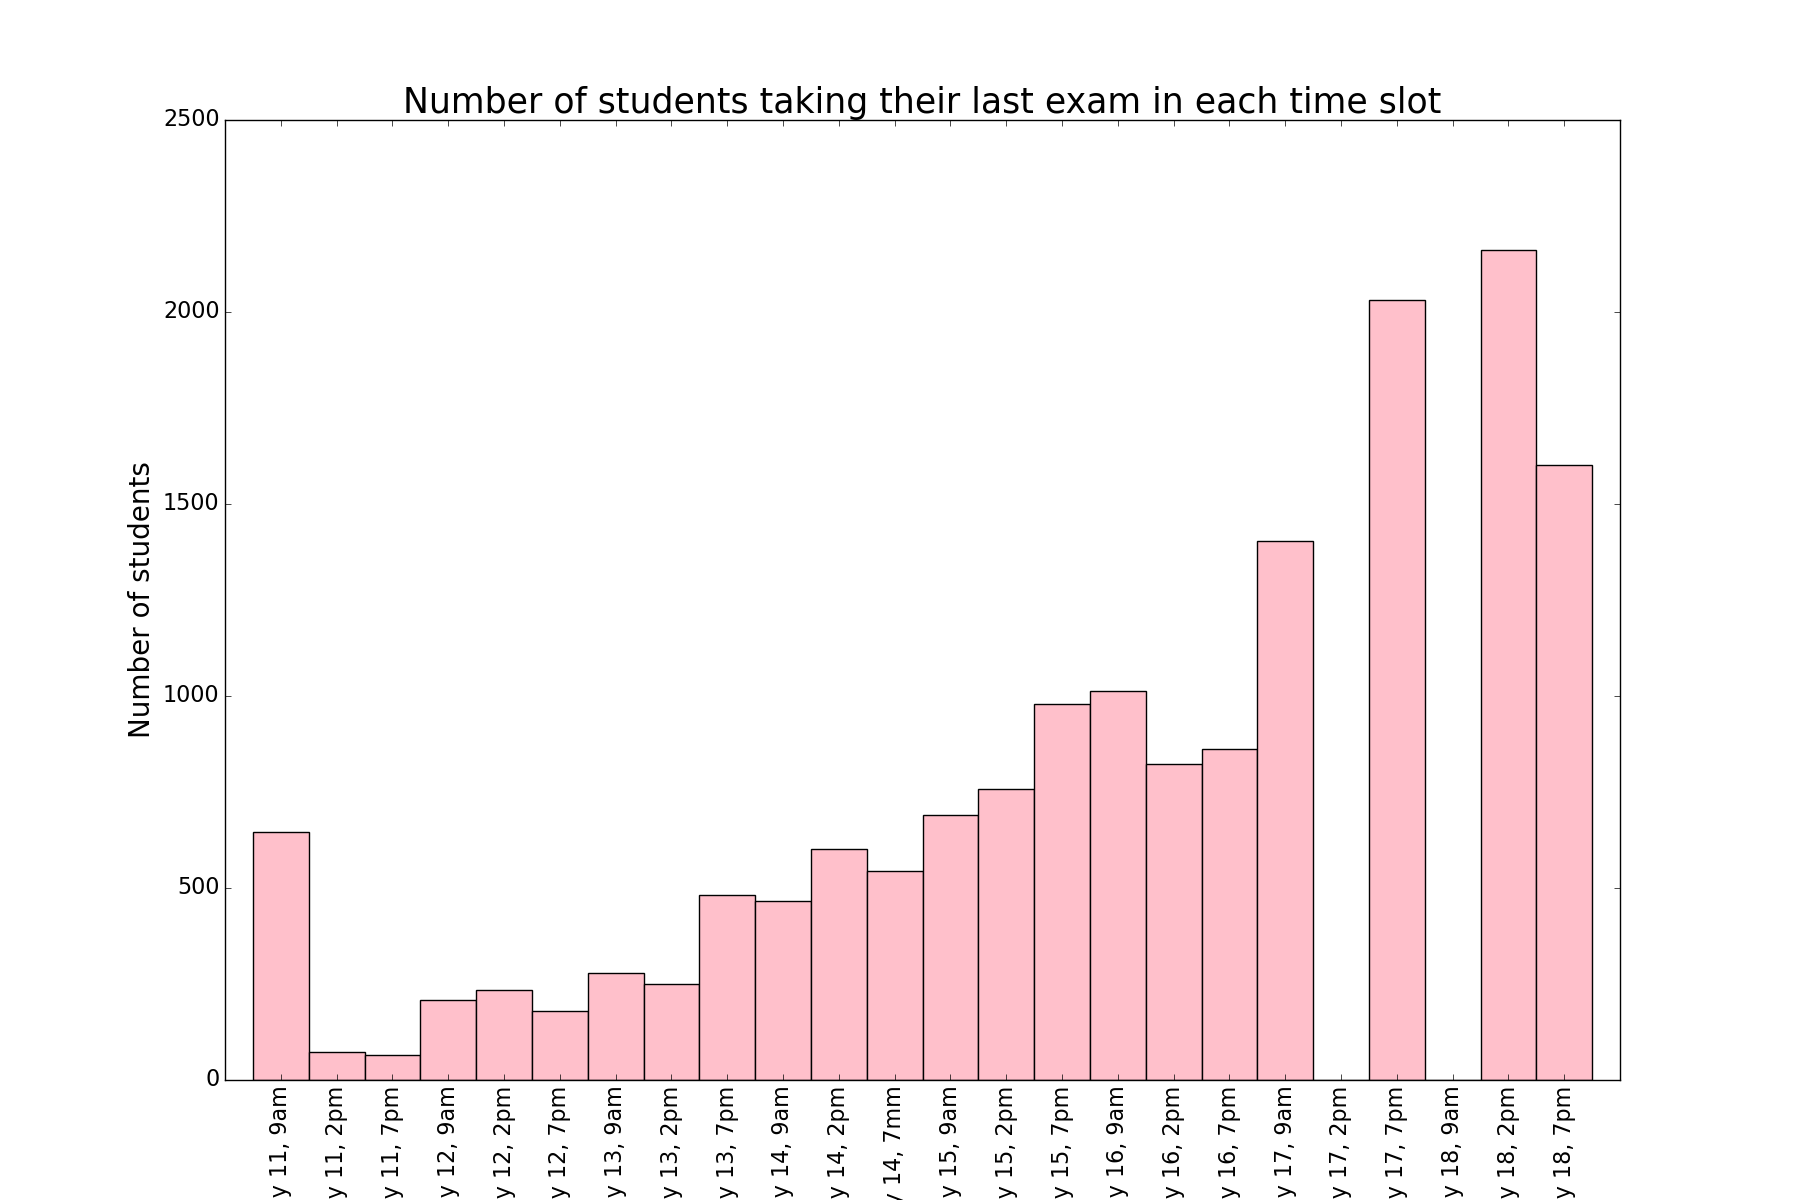 Number of students taking their last exam in each time slot
2500
2000
1500
1000
500
0
Number of students
y 11, 9am
y 11, 2pm
y 11, 7pm
y 12, 9am
y 12, 2pm
y 12, 7pm
y 13, 9am
y 13, 2pm
y 13, 7pm
y 14, 9am
y 14, 2pm
y 14, 7mm
y 15, 9am
y 15, 2pm
y 15, 7pm
y 16, 9am
y 16, 2pm
y 16, 7pm
y 17, 9am
y 17, 2pm
y 17, 7pm
y 18, 9am
y 18, 2pm
y 18, 7pm